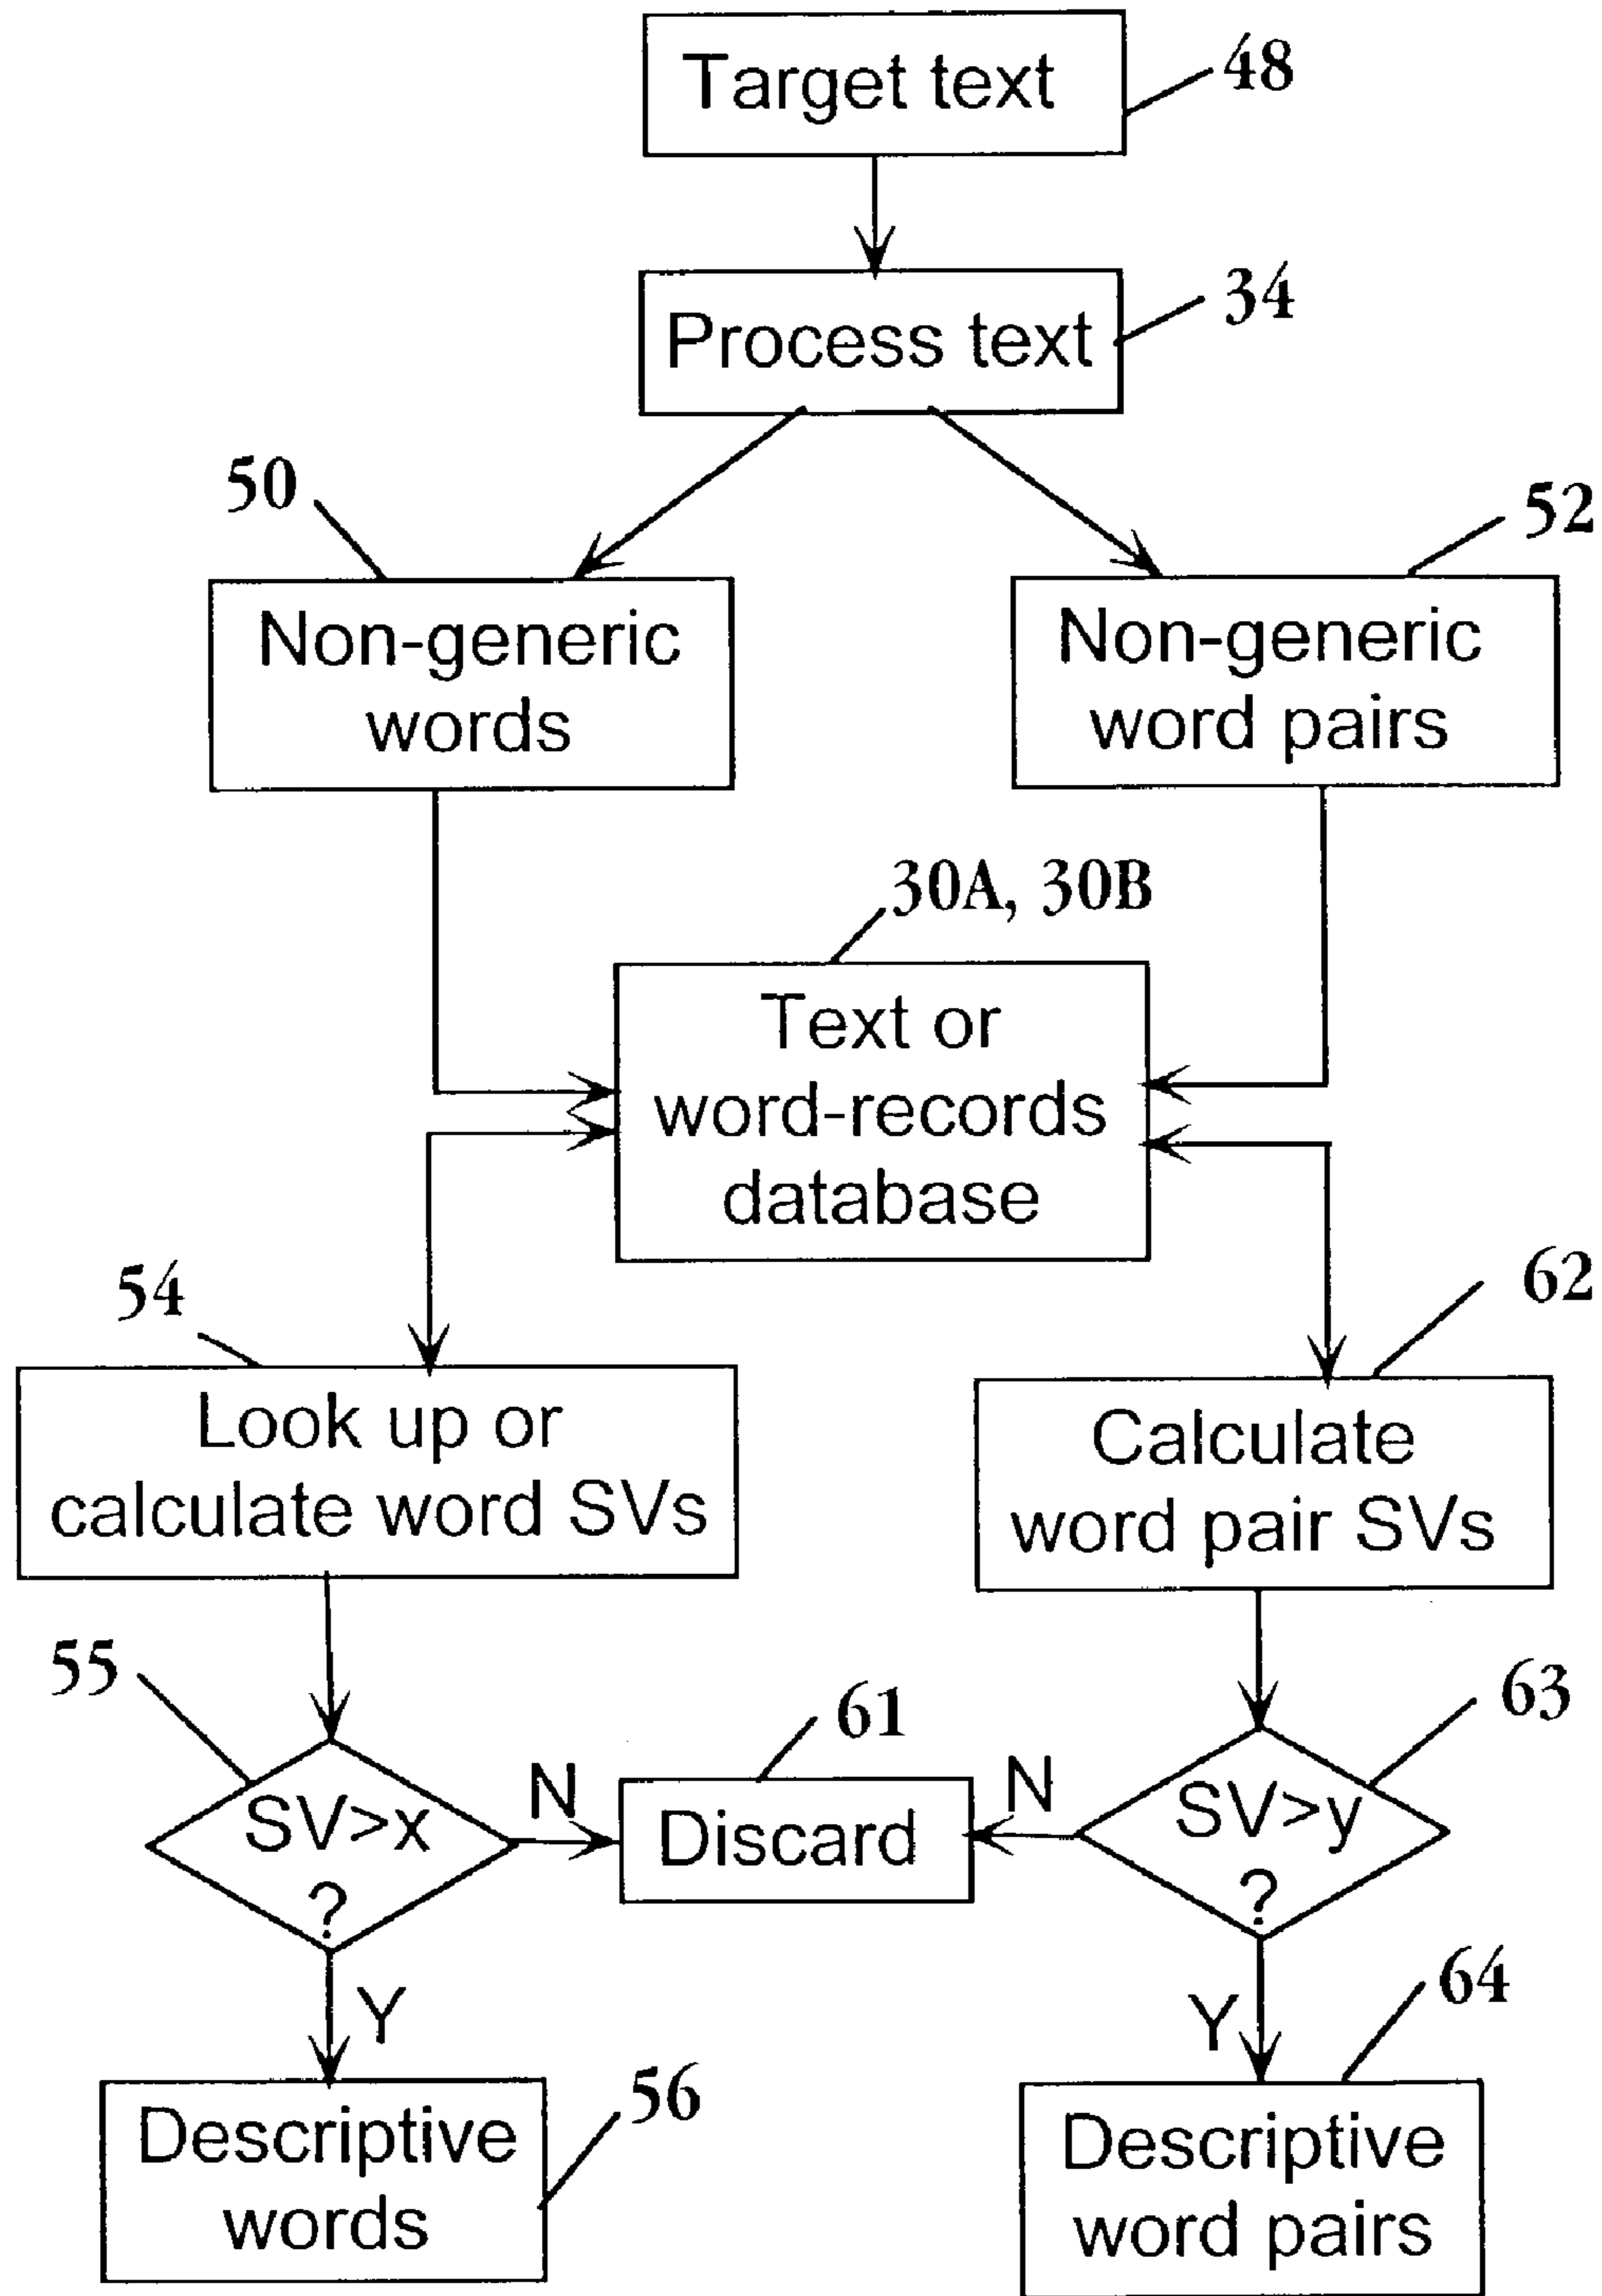 Target text
48
Process text
34
50
52
Non-generic
words
Non-generic
word pairs
30A, 30B
Text or
word-records
database
54
62
Look up or
calculate word SVs
Calculate
word pair SVs
55
61
63
SV>x
?
N
Discard
N
SV>y
?
Y
Y
64
56
Descriptive
words
Descriptive
word pairs